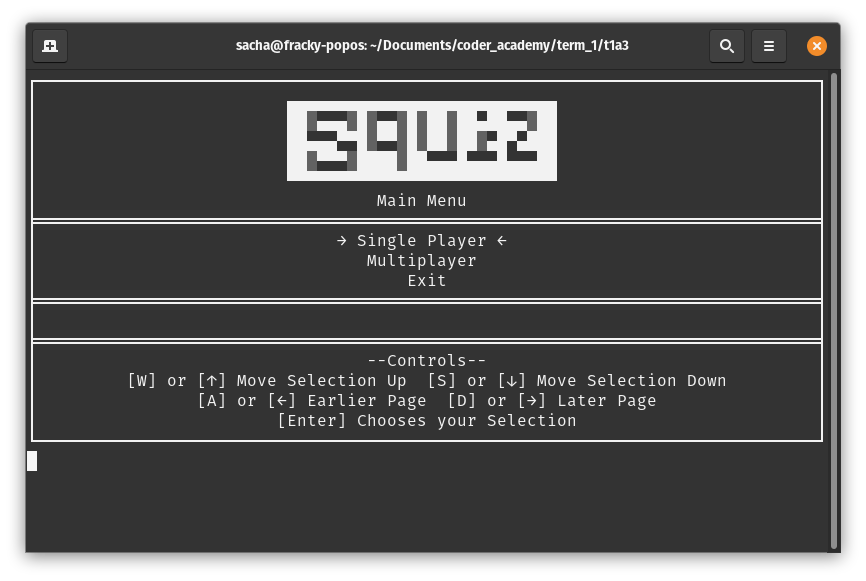 sacha@fracky-popos: ~/Documents/coder_academy/term_1/t1a3
Squiz
Main Menu
→ Single Player ←
Multiplayer
Exit
--Controls--
[W] or [↑] Move Selection Up  [S] or [↓] Move Selection Down
[A] or [←] Earlier Page  [D] or [→] Later Page
[Enter] Chooses your Selection